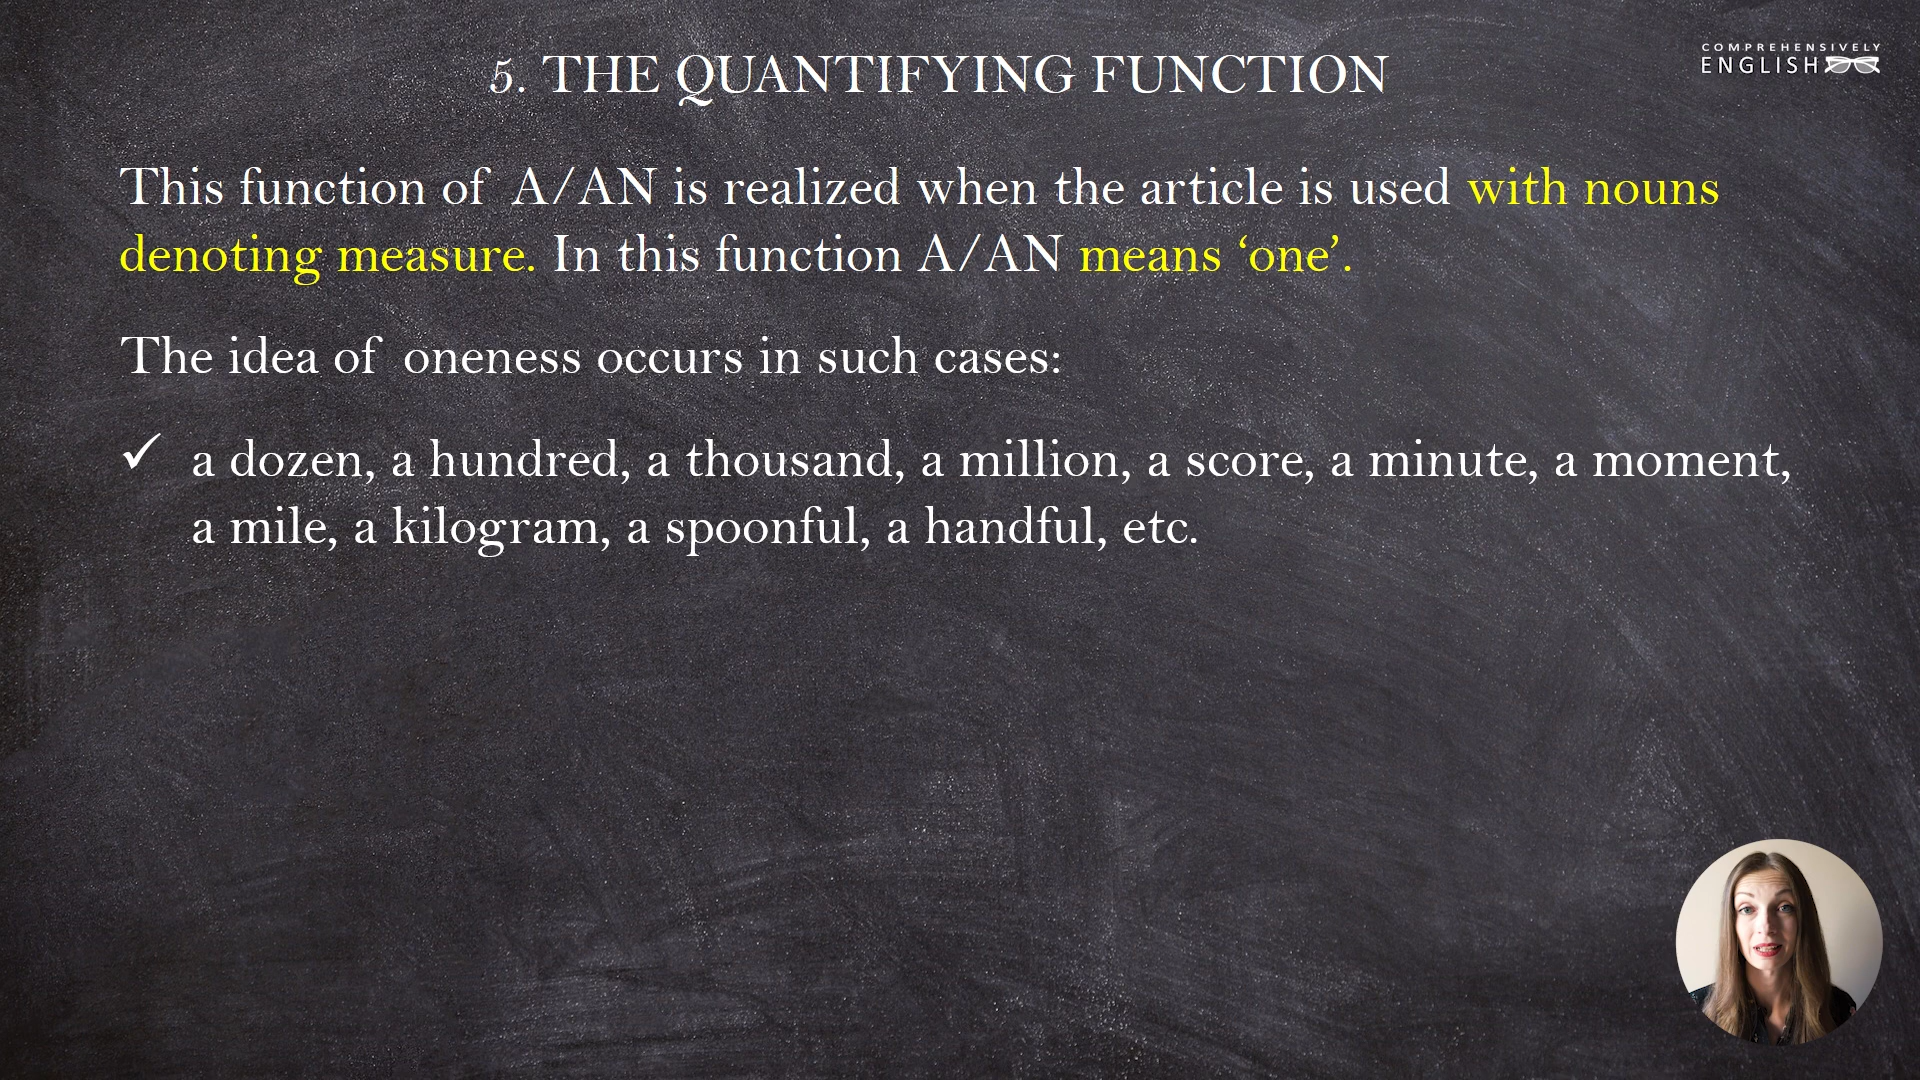 5. THE QUANTIFYING FUNCTION
COMPREHENSIVELY
ENGLISH
This function of A/AN is realized when the article is used with nouns
denoting measure. In this function A/AN means ‘one’.
The idea of oneness occurs in such cases:
✓ a dozen, a hundred, a thousand, a million, a score, a minute, a moment,
a mile, a kilogram, a spoonful, a handful, etc.